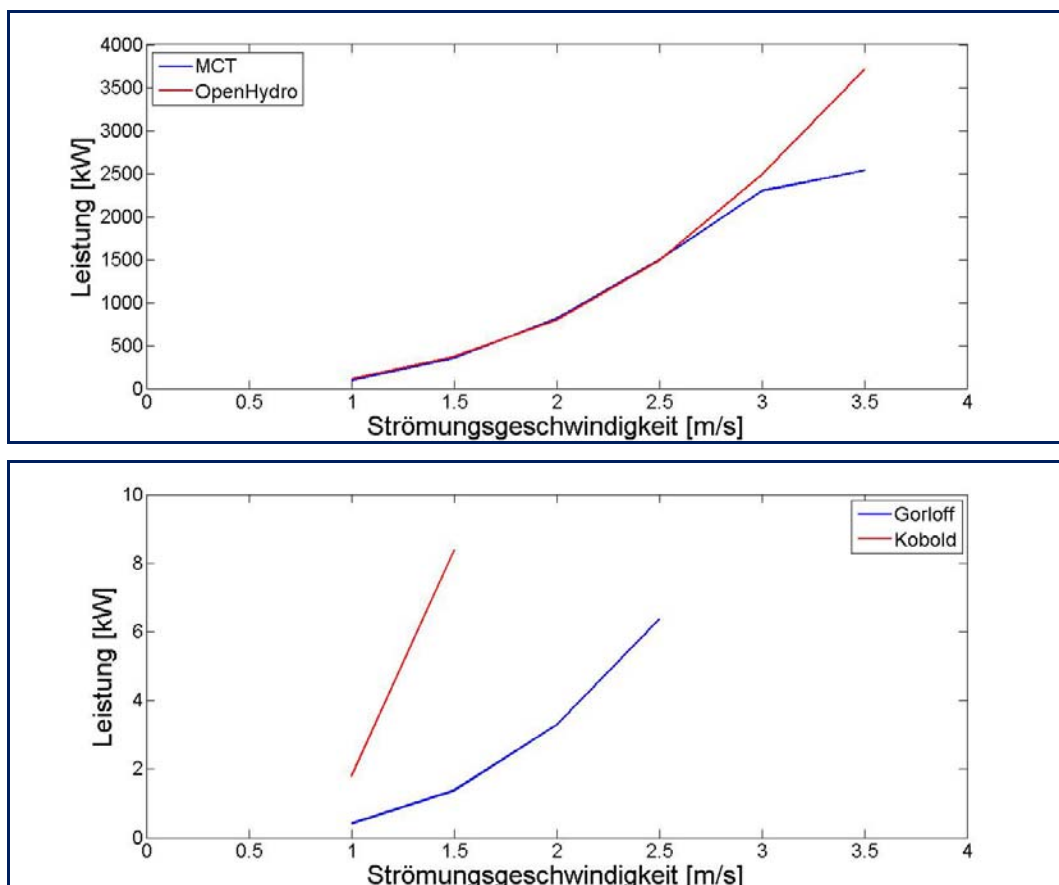 4000
MCT
3500
OpenHydro
3000
2500
2000
1500
1000
500
0
Leistung [kW]
0 0.5 1 1.5 2 2.5 3 3.5 4
Strömungsgeschwindigkeit [m/s]
10
Gorloff
Kobold
8
6
4
2
0
Leistung [kW]
0 0.5 1 1.5 2 2.5 3 3.5 4
Strömungsgeschwindigkeit [m/s]